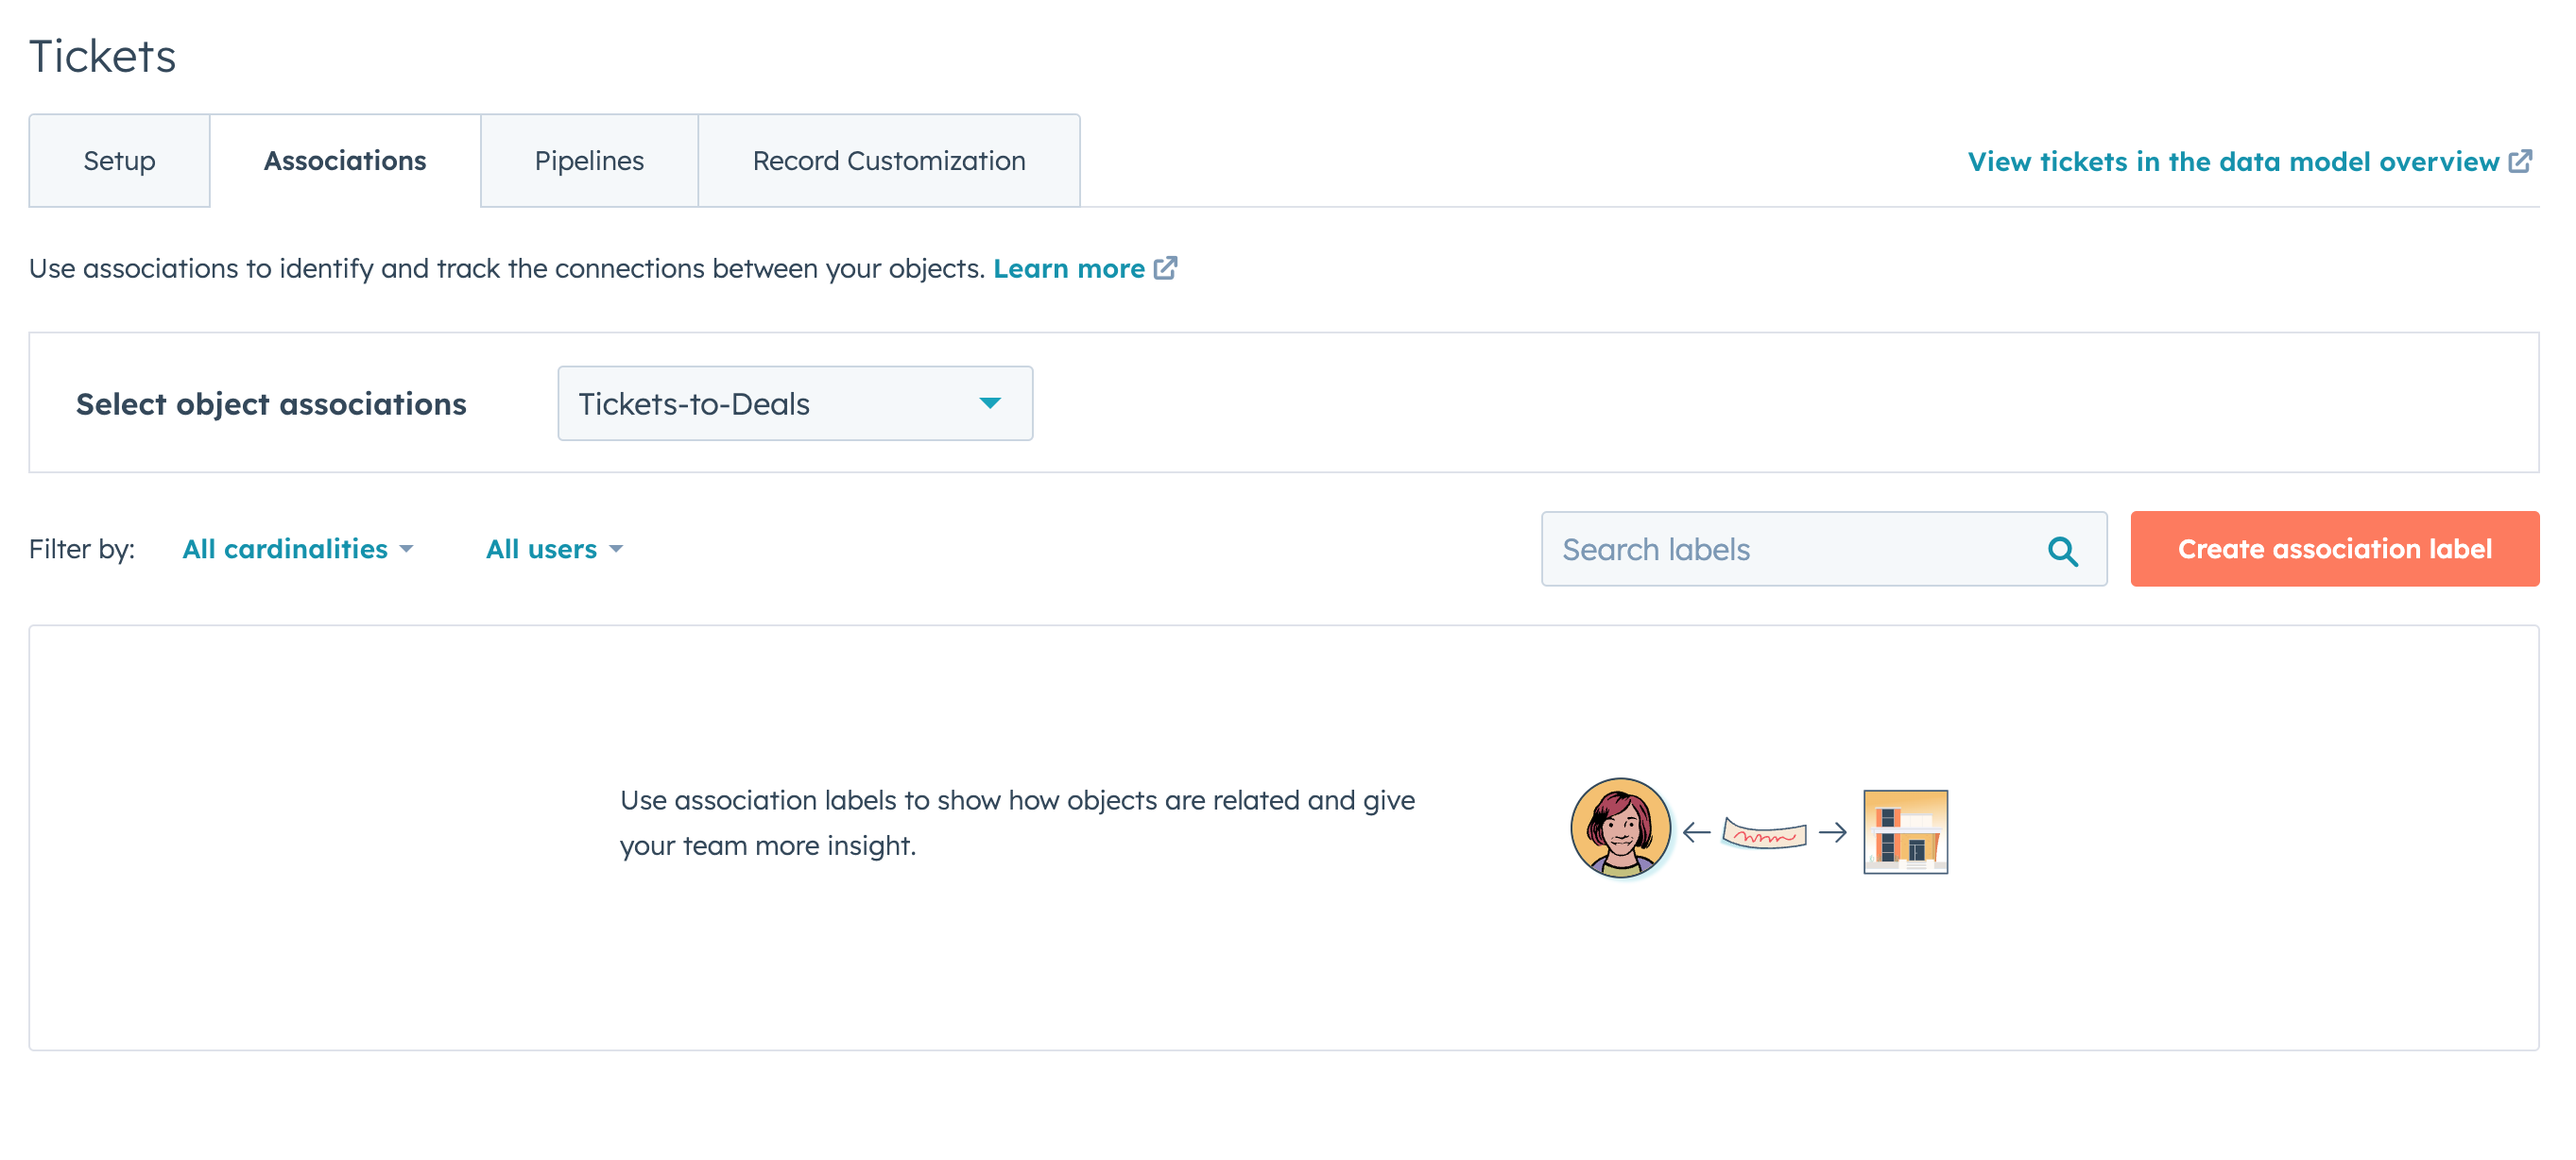 Tickets
Setup
Associations
Pipelines
Record Customization
View tickets in the data model overview
Use associations to identify and track the connections between your objects. Learn more
Select object associations
Tickets-to-Deals
Filter by:
All cardinalities
All users
Search labels
Create association label
Use association labels to show how objects are related and give
your team more insight.